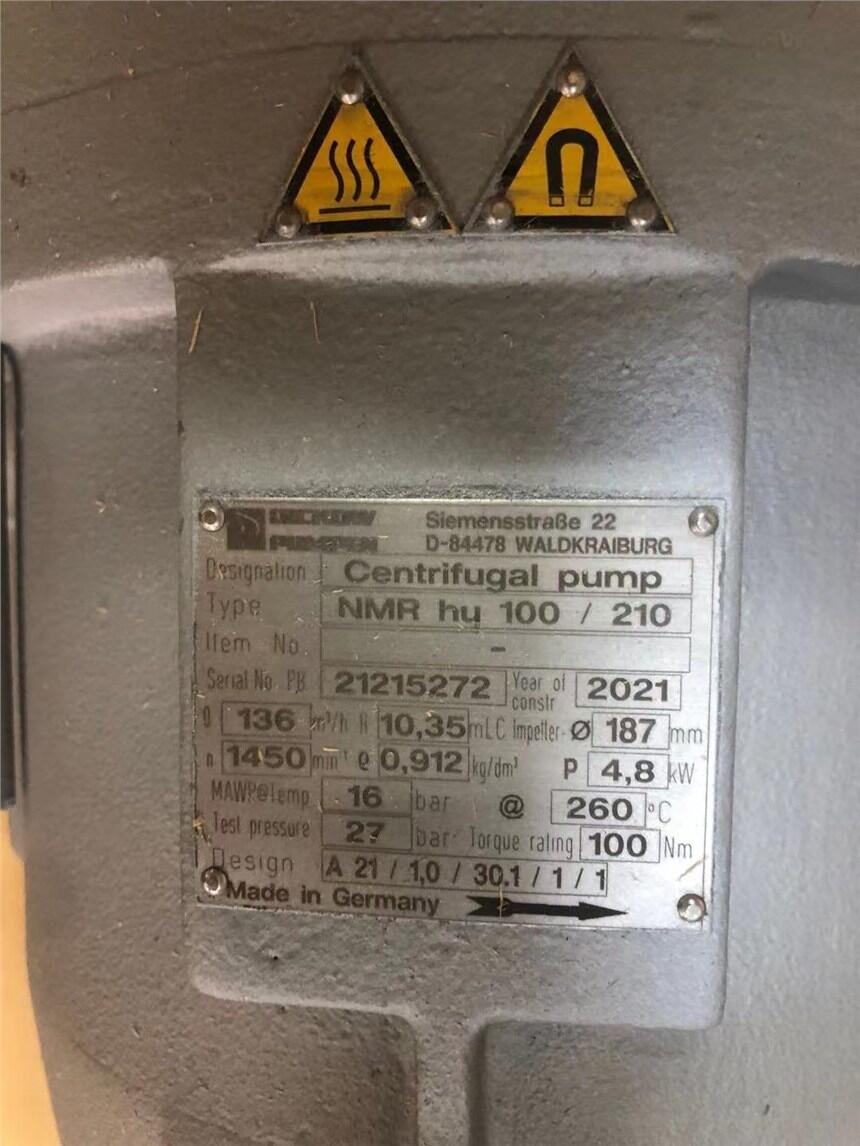 DICKOW
PUMPEN
Siemensstraße 22
D-84478 WALDKRAIBURG
Designation Centrifugal pump
Type NMR hy 100 / 210
Item No. -
Serial No. PB 21215272 Year of constr 2021
Q 136 m³/h H 10,35 mLC Impeller-Ø 187 mm
n 1450 min⁻¹ ϱ 0,912 kg/dm³ P 4,8 kW
MAWP@Temp 16 bar @ 260 °C
Test pressure 27 bar Torque rating 100 Nm
Design A 21 / 1,0 / 30.1 / 1 / 1
Made in Germany